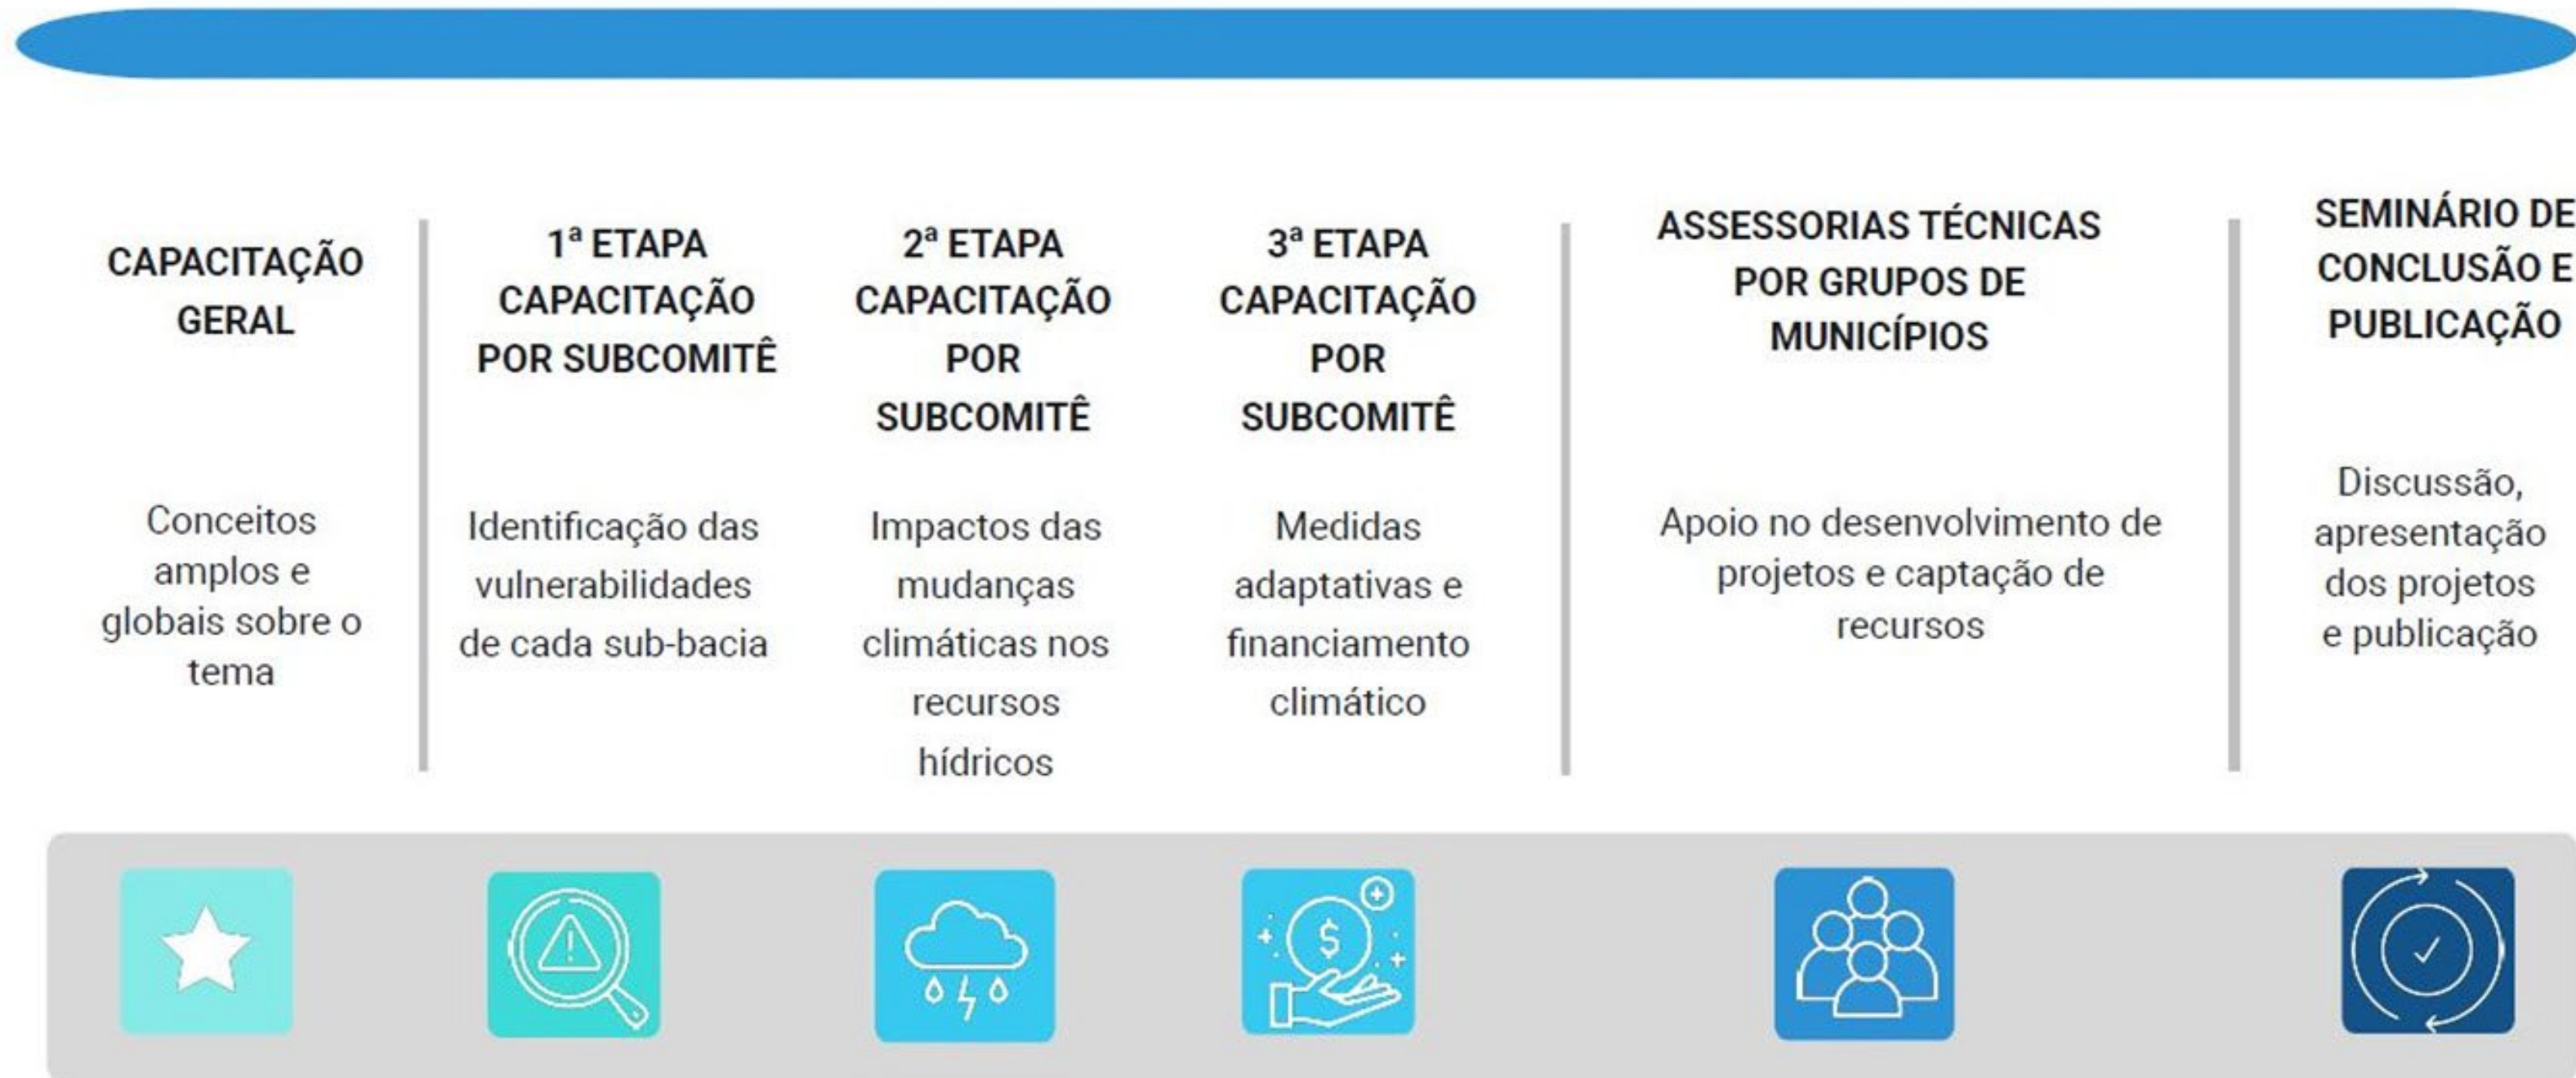 CAPACITAÇÃO
GERAL
Conceitos
amplos e
globais sobre o
tema
1ª ETAPA
CAPACITAÇÃO
POR SUBCOMITÊ
Identificação das
vulnerabilidades
de cada sub-bacia
2ª ETAPA
CAPACITAÇÃO
POR
SUBCOMITÊ
Impactos das
mudanças
climáticas nos
recursos
hídricos
3ª ETAPA
CAPACITAÇÃO
POR
SUBCOMITÊ
Medidas
adaptativas e
financiamento
climático
ASSESSORIAS TÉCNICAS
POR GRUPOS DE
MUNICÍPIOS
Apoio no desenvolvimento de
projetos e captação de
recursos
SEMINÁRIO DE
CONCLUSÃO E
PUBLICAÇÃO
Discussão,
apresentação
dos projetos
e publicação
$